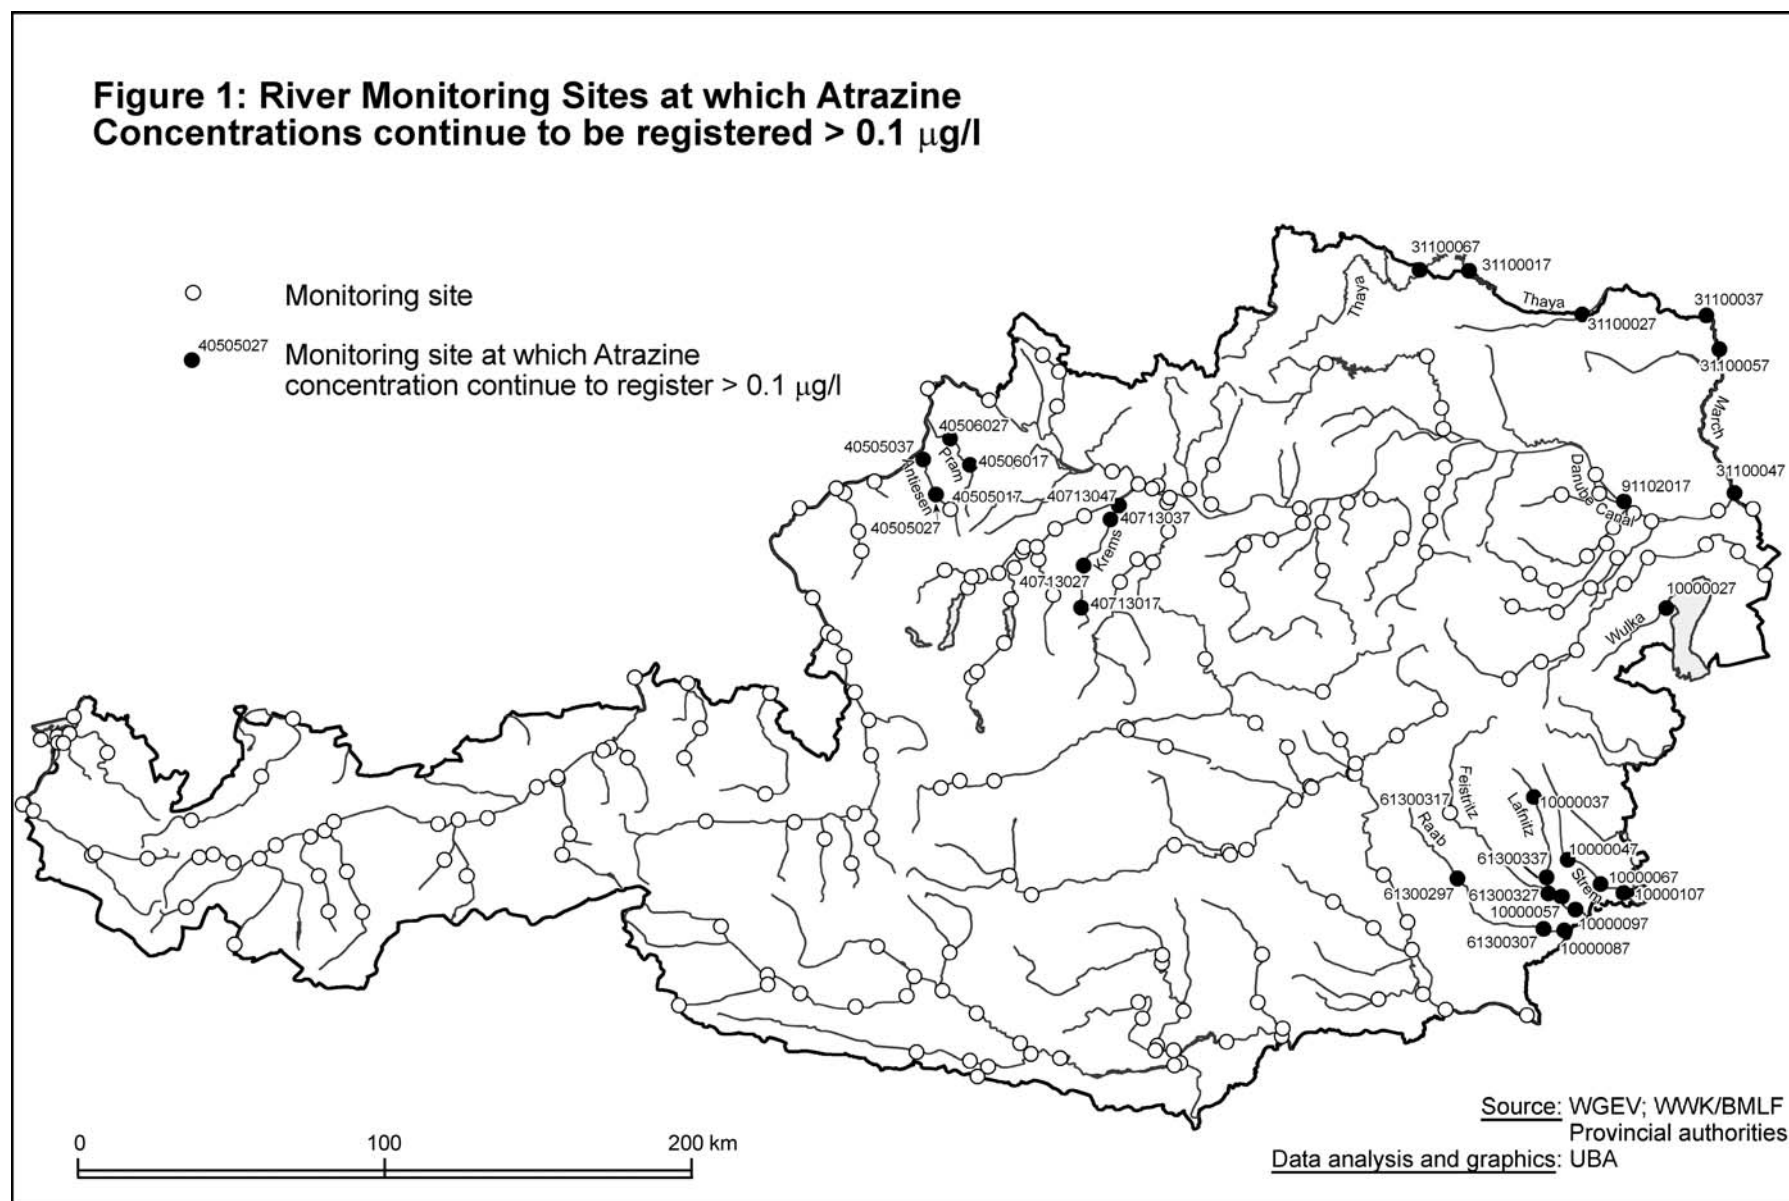 Figure 1: River Monitoring Sites at which Atrazine
Concentrations continue to be registered > 0.1 μg/l
Monitoring site
40505027
Monitoring site at which Atrazine
concentration continue to register > 0.1 μg/l
31100067
31100017
Thaya
Thaya
31100027
31100037
31100057
March
31100047
40506027
40505037
Pram
40506017
Antiesen
40505017
40505027
40713047
40713037
Krems
40713027
40713017
Danube Canal
91102017
10000027
Wulka
Feistritz
61300317
Raab
Lafnitz
10000037
10000047
61300337
Strem
10000067
61300297
61300327
10000107
10000057
10000097
61300307
10000087
0
100
200 km
Source: WGEV; WWK/BMLF
Provincial authorities
Data analysis and graphics: UBA